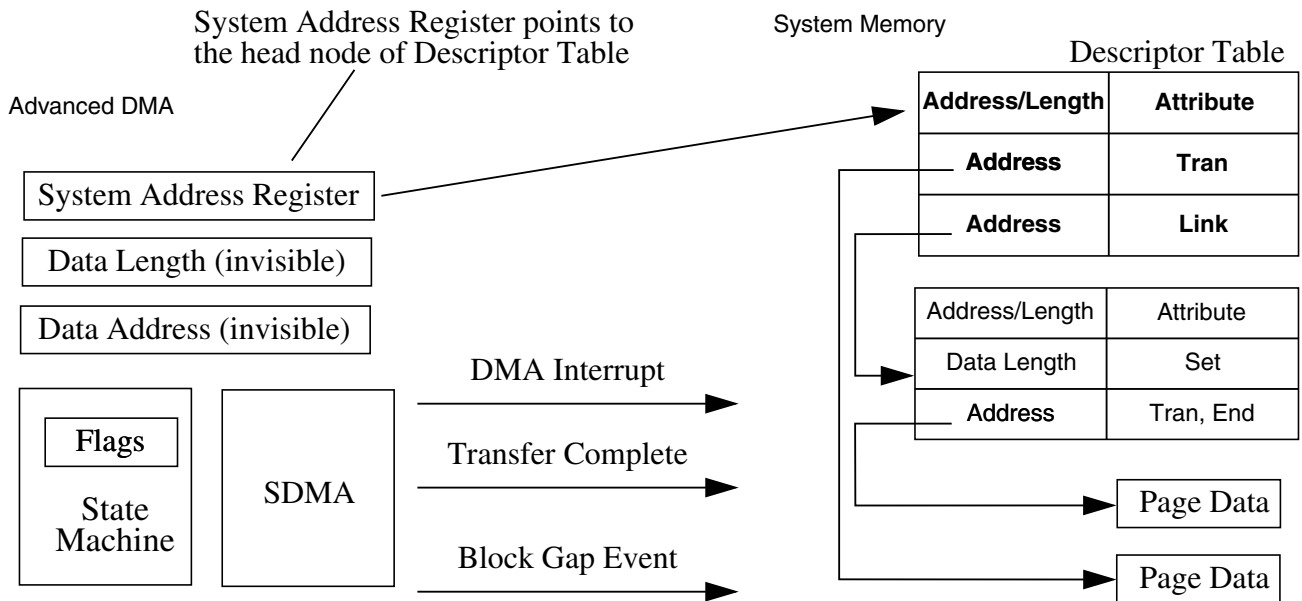 System Address Register points to
the head node of Descriptor Table
System Memory
Descriptor Table
Advanced DMA
Address/Length Attribute
Address Tran
Address Link
System Address Register
Data Length (invisible)
Data Address (invisible)
Address/Length Attribute
Data Length Set
Address Tran, End
Flags
State
Machine
SDMA
DMA Interrupt
Transfer Complete
Block Gap Event
Page Data
Page Data